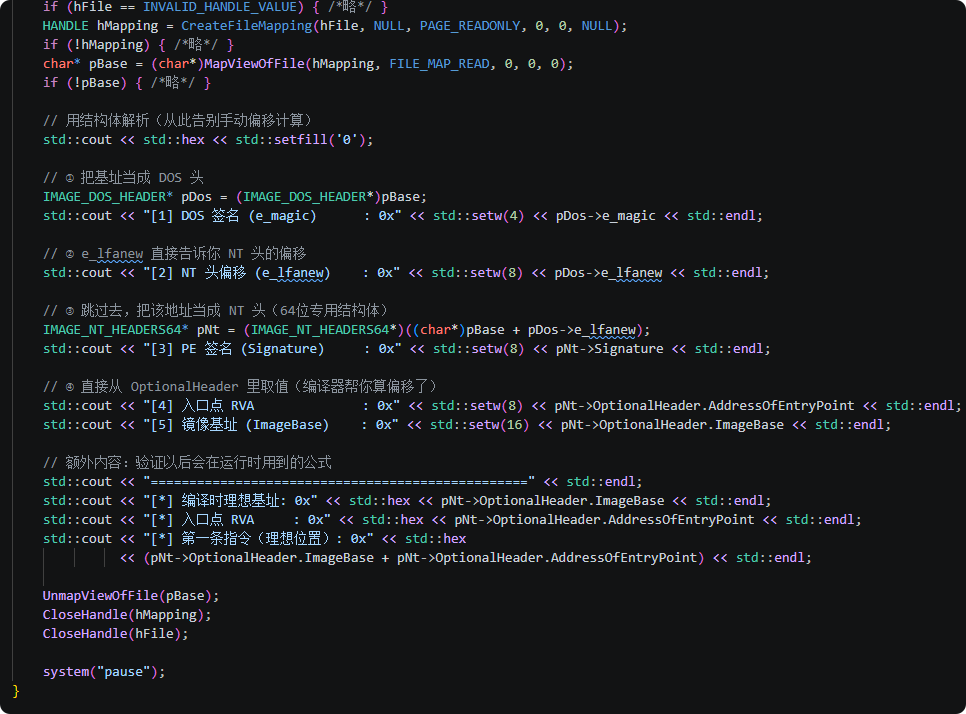 if (hFile == INVALID_HANDLE_VALUE) { /*略*/ }
HANDLE hMapping = CreateFileMapping(hFile, NULL, PAGE_READONLY, 0, 0, NULL);
if (!hMapping) { /*略*/ }
char* pBase = (char*)MapViewOfFile(hMapping, FILE_MAP_READ, 0, 0, 0);
if (!pBase) { /*略*/ }
// 用结构体解析（从此告别手动偏移计算）
std::cout << std::hex << std::setfill('0');
// ① 把基址当成 DOS 头
IMAGE_DOS_HEADER* pDos = (IMAGE_DOS_HEADER*)pBase;
std::cout << "[1] DOS 签名 (e_magic)      : 0x" << std::setw(4) << pDos->e_magic << std::endl;
// ② e_lfanew 直接告诉你 NT 头的偏移
std::cout << "[2] NT 头偏移 (e_lfanew)    : 0x" << std::setw(8) << pDos->e_lfanew << std::endl;
// ③ 跳过去，把该地址当成 NT 头（64位专用结构体）
IMAGE_NT_HEADERS64* pNt = (IMAGE_NT_HEADERS64*)((char*)pBase + pDos->e_lfanew);
std::cout << "[3] PE 签名 (Signature)     : 0x" << std::setw(8) << pNt->Signature << std::endl;
// ④ 直接从 OptionalHeader 里取值（编译器帮你算偏移了）
std::cout << "[4] 入口点 RVA              : 0x" << std::setw(8) << pNt->OptionalHeader.AddressOfEntryPoint << std::endl;
std::cout << "[5] 镜像基址 (ImageBase)    : 0x" << std::setw(16) << pNt->OptionalHeader.ImageBase << std::endl;
// 额外内容：验证以后会在运行时用到的公式
std::cout << "=================================================" << std::endl;
std::cout << "[*] 编译时理想基址: 0x" << std::hex << pNt->OptionalHeader.ImageBase << std::endl;
std::cout << "[*] 入口点 RVA     : 0x" << std::hex << pNt->OptionalHeader.AddressOfEntryPoint << std::endl;
std::cout << "[*] 第一条指令（理想位置）: 0x" << std::hex
<< (pNt->OptionalHeader.ImageBase + pNt->OptionalHeader.AddressOfEntryPoint) << std::endl;
UnmapViewOfFile(pBase);
CloseHandle(hMapping);
CloseHandle(hFile);
system("pause");
}